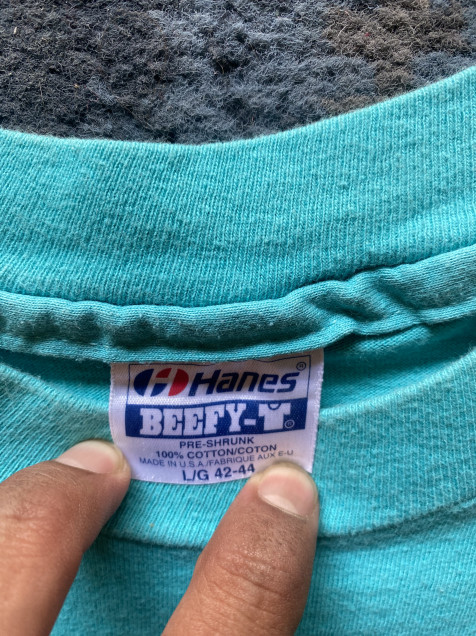 Hanes®
BEEFY-T®
PRE-SHRUNK
100% COTTON/COTON
MADE IN U.S.A./FABRIQUE AUX E-U
L/G 42-44